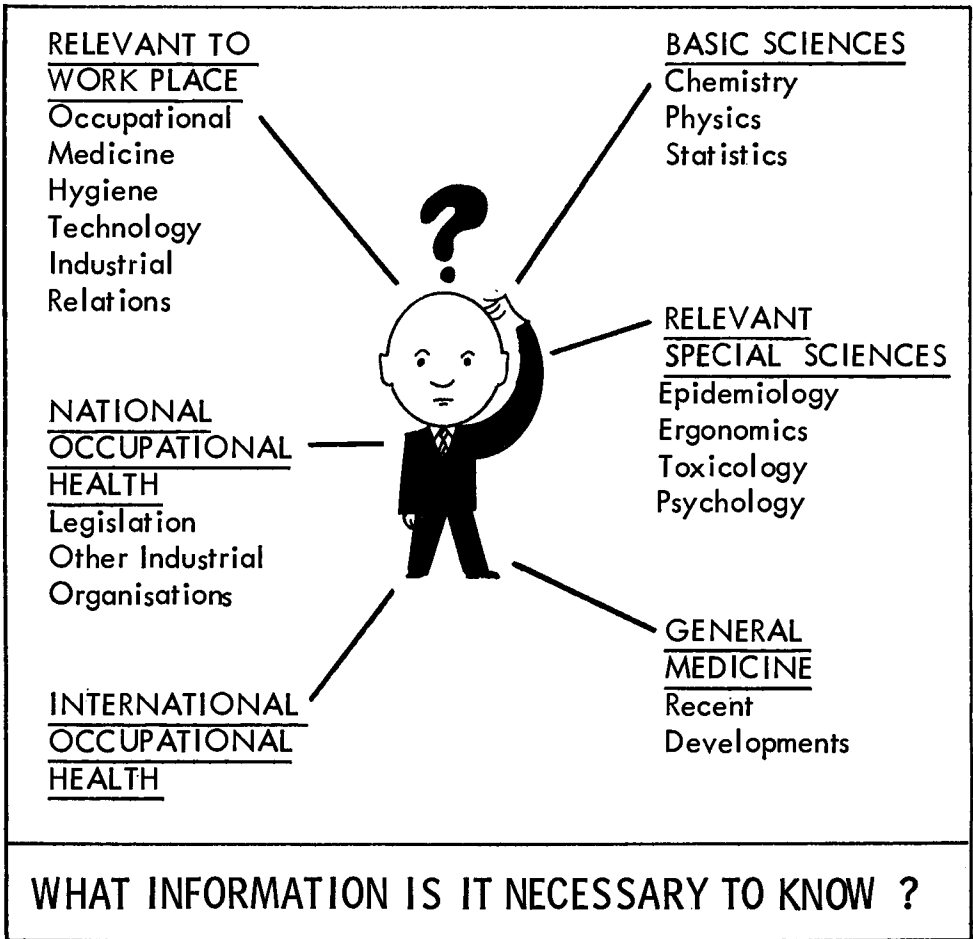 RELEVANT TO
WORK PLACE
Occupational
Medicine
Hygiene
Technology
Industrial
Relations
NATIONAL
OCCUPATIONAL
HEALTH
Legislation
Other Industrial
Organisations
INTERNATIONAL
OCCUPATIONAL
HEALTH
?
BASIC SCIENCES
Chemistry
Physics
Statistics
RELEVANT
SPECIAL SCIENCES
Epidemiology
Ergonomics
Toxicology
Psychology
GENERAL
MEDICINE
Recent
Developments
WHAT INFORMATION IS IT NECESSARY TO KNOW ?